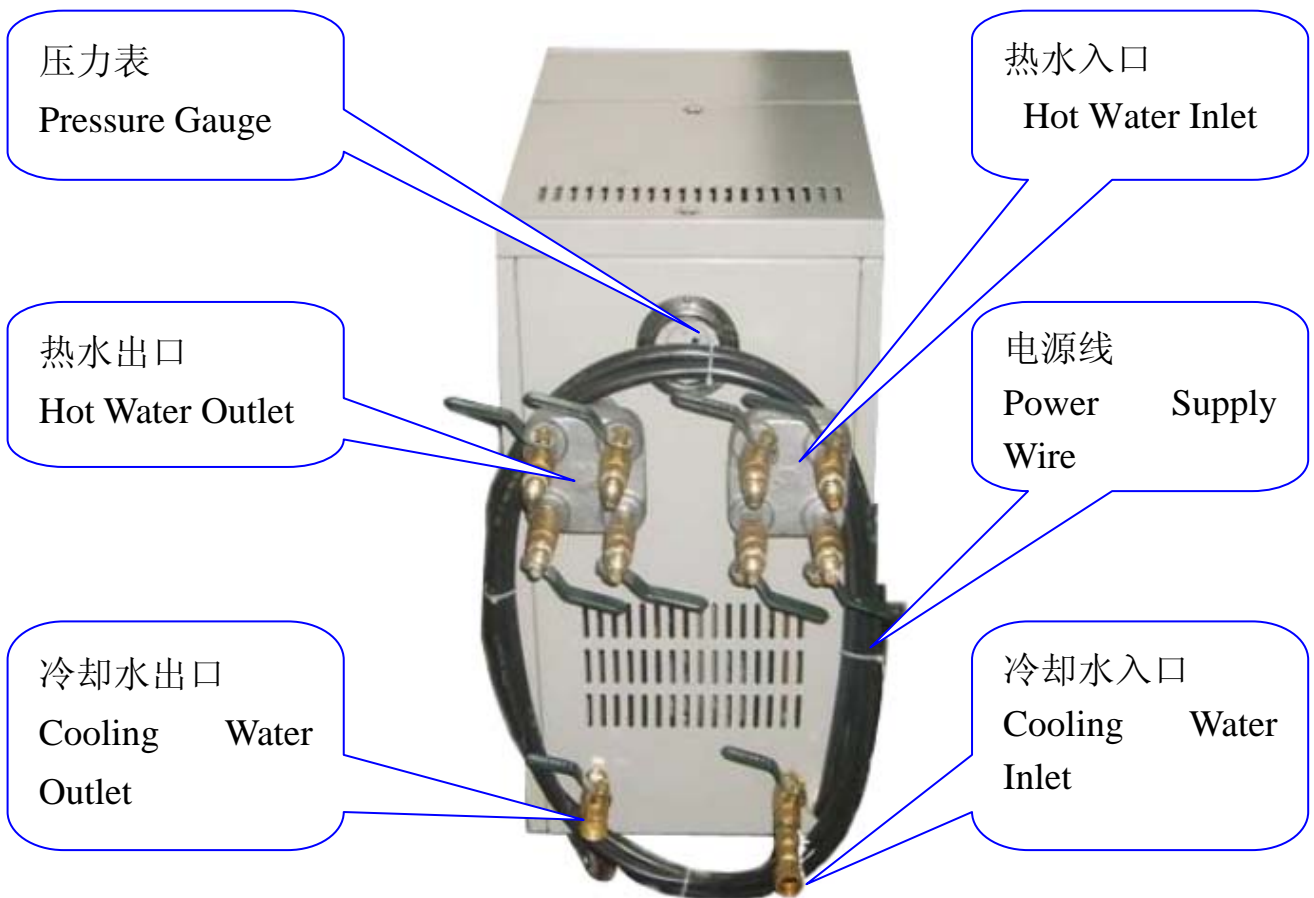 压力表
Pressure Gauge
热水入口
Hot Water Inlet
热水出口
Hot Water Outlet
电源线
Power Supply
Wire
冷却水出口
Cooling Water
Outlet
冷却水入口
Cooling Water
Inlet